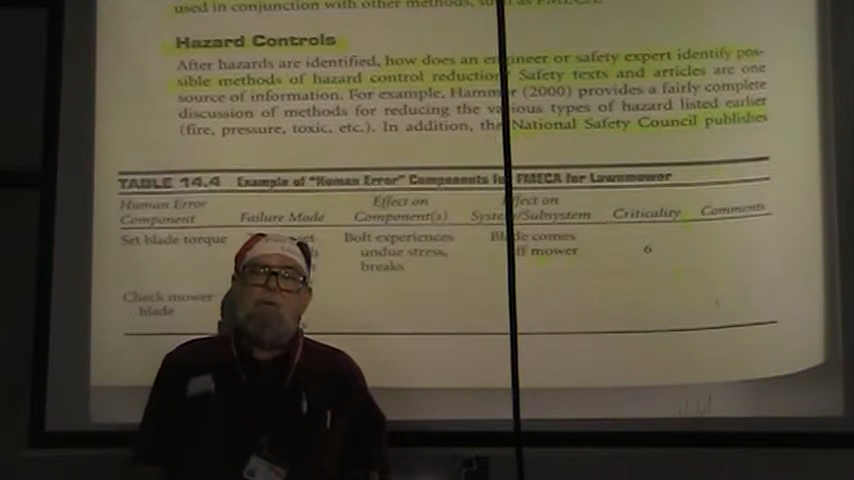 used in conjunction with other methods, such as FMECA.
Hazard Controls
After hazards are identified, how does an engineer or safety expert identify pos-
sible methods of hazard control reduction? Safety texts and articles are one
source of information. For example, Hammer (2000) provides a fairly complete
discussion of methods for reducing the various types of hazard listed earlier
(fire, pressure, toxic, etc.). In addition, the National Safety Council publishes
TABLE 14.4 Example of "Human Error" Components for FMECA for Lawnmower
Human Error Component Failure Mode Effect on Component(s) Effect on System/Subsystem Criticality Comments
Set blade torque Bolt experiences Blade comes
undue stress, off mower 6
breaks
Check mower
blade